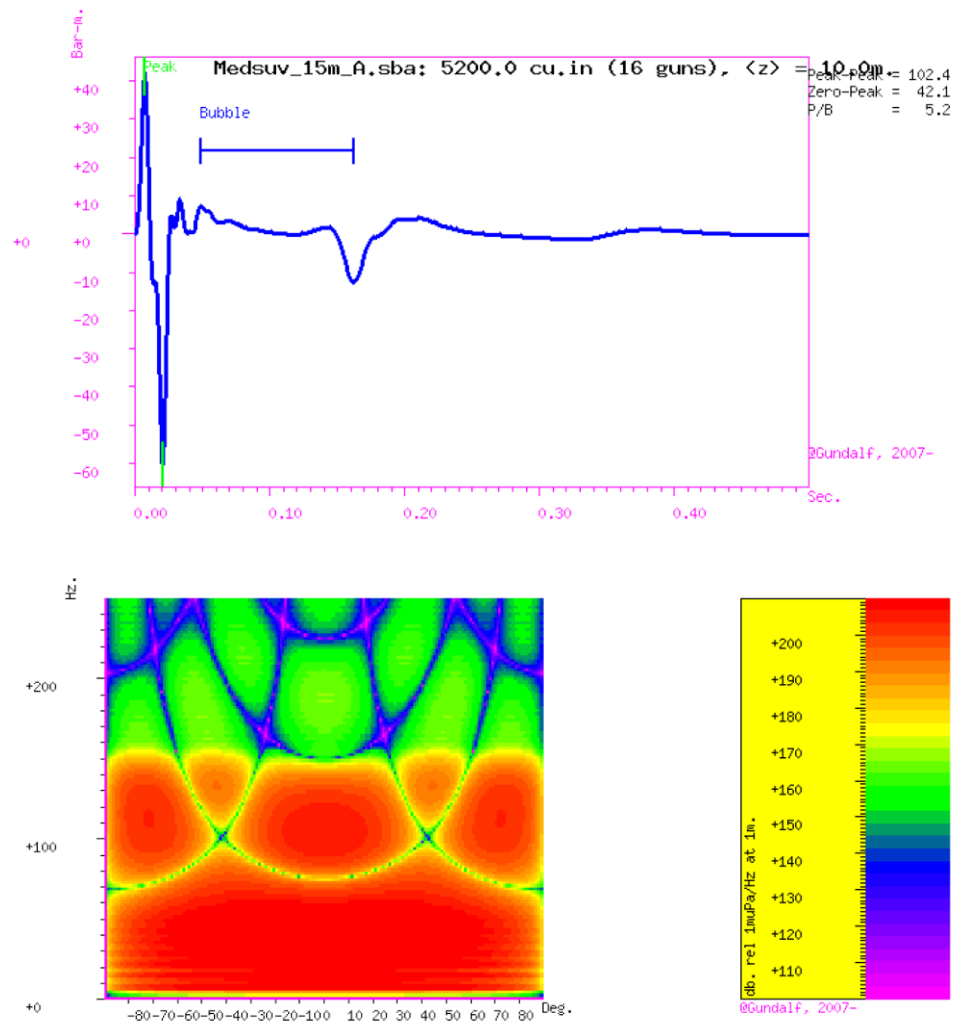 Bar-m.
Peak
Medsuv_15m_A.sba: 5200.0 cu.in (16 guns), <z> = 10.0m.
Peak-Peak = 102.4
Zero-Peak = 42.1
P/B = 5.2
Bubble
+40
+30
+20
+10
+0 +0
-10
-20
-30
-40
-50
-60
@Gundalf, 2007-
Sec.
0.00 0.10 0.20 0.30 0.40
Hz.
+200
+100
+0
-80-70-60-50-40-30-20-100 10 20 30 40 50 60 70 80 Deg.
db. rel 1muPa/Hz at 1m.
+200
+190
+180
+170
+160
+150
+140
+130
+120
+110
@Gundalf, 2007-